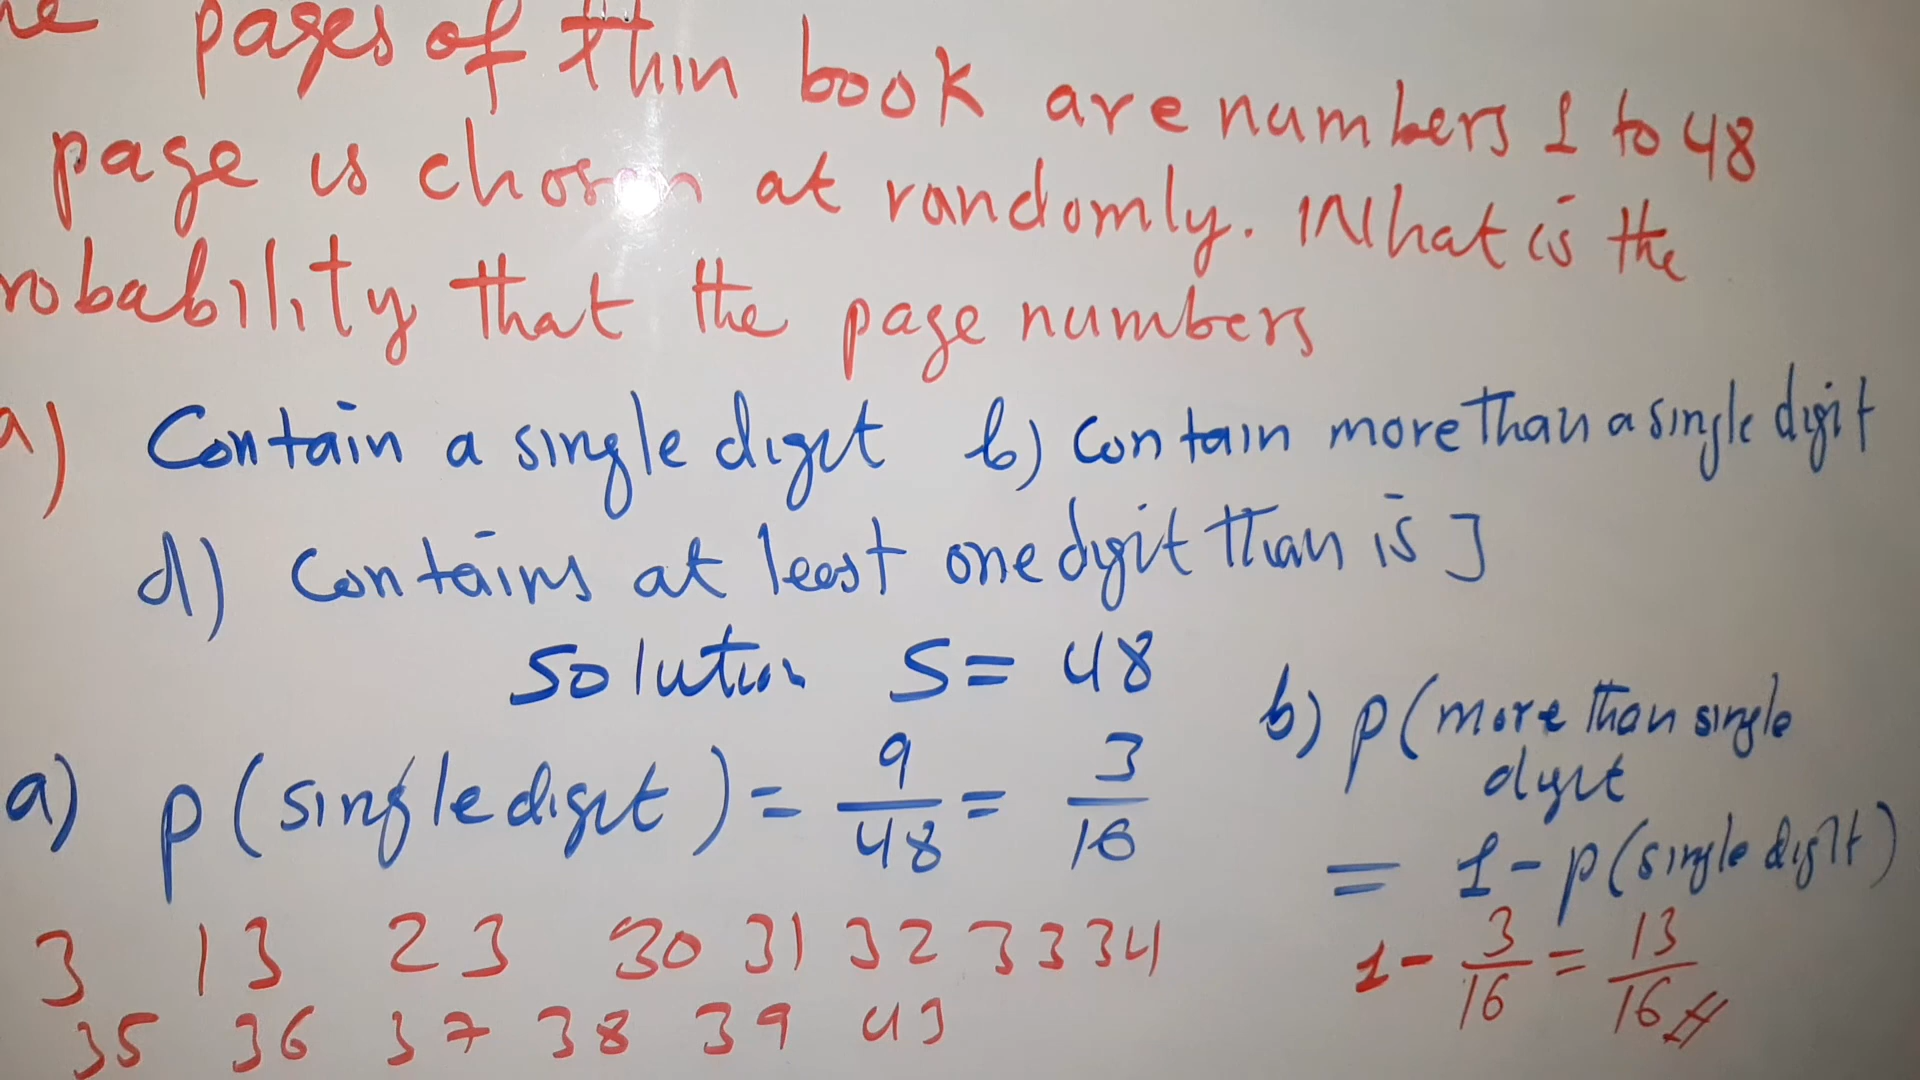 pages of thin book are numbers 1 to 48
page is chosen at randomly. What is the
robability that the page numbers
a) Contain a single digit b) Contain more than a single digit
d) Contains at least one digit than is 3
Solution S = 48
a) p(single digit) = 9/48 = 3/16
b) p(more than single
digit
= 1 - p(single digit)
1 - 3/16 = 13/16
3 13 23 30 31 32 33 34
35 36 37 38 39 43